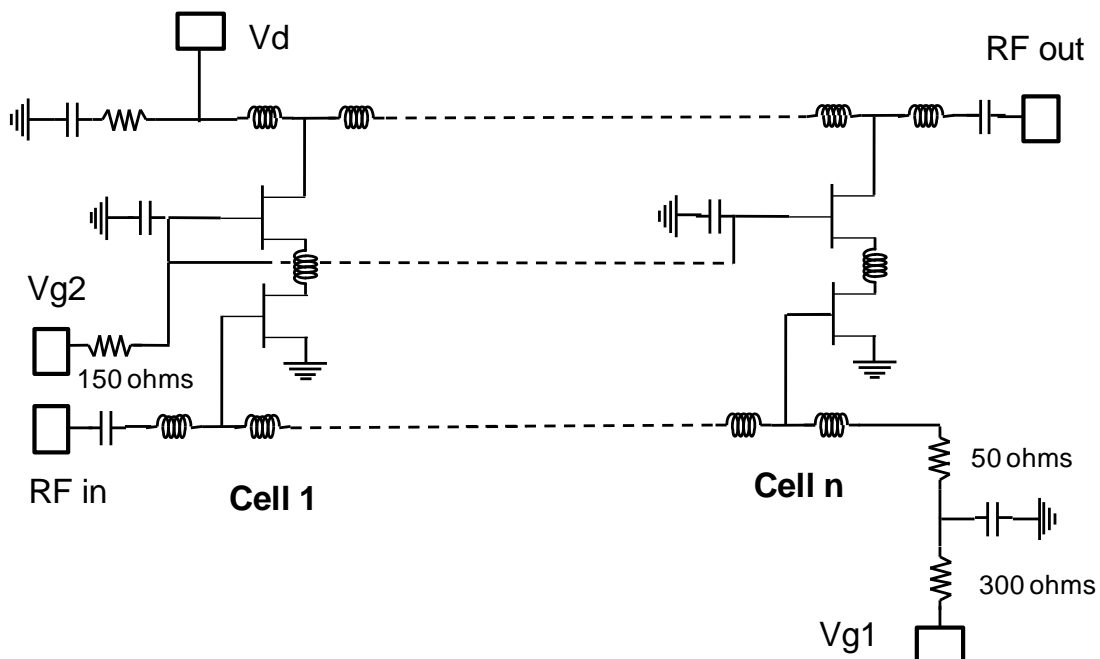 Vd
RF out
Vg2
150 ohms
RF in
Cell 1
Cell n
50 ohms
300 ohms
Vg1